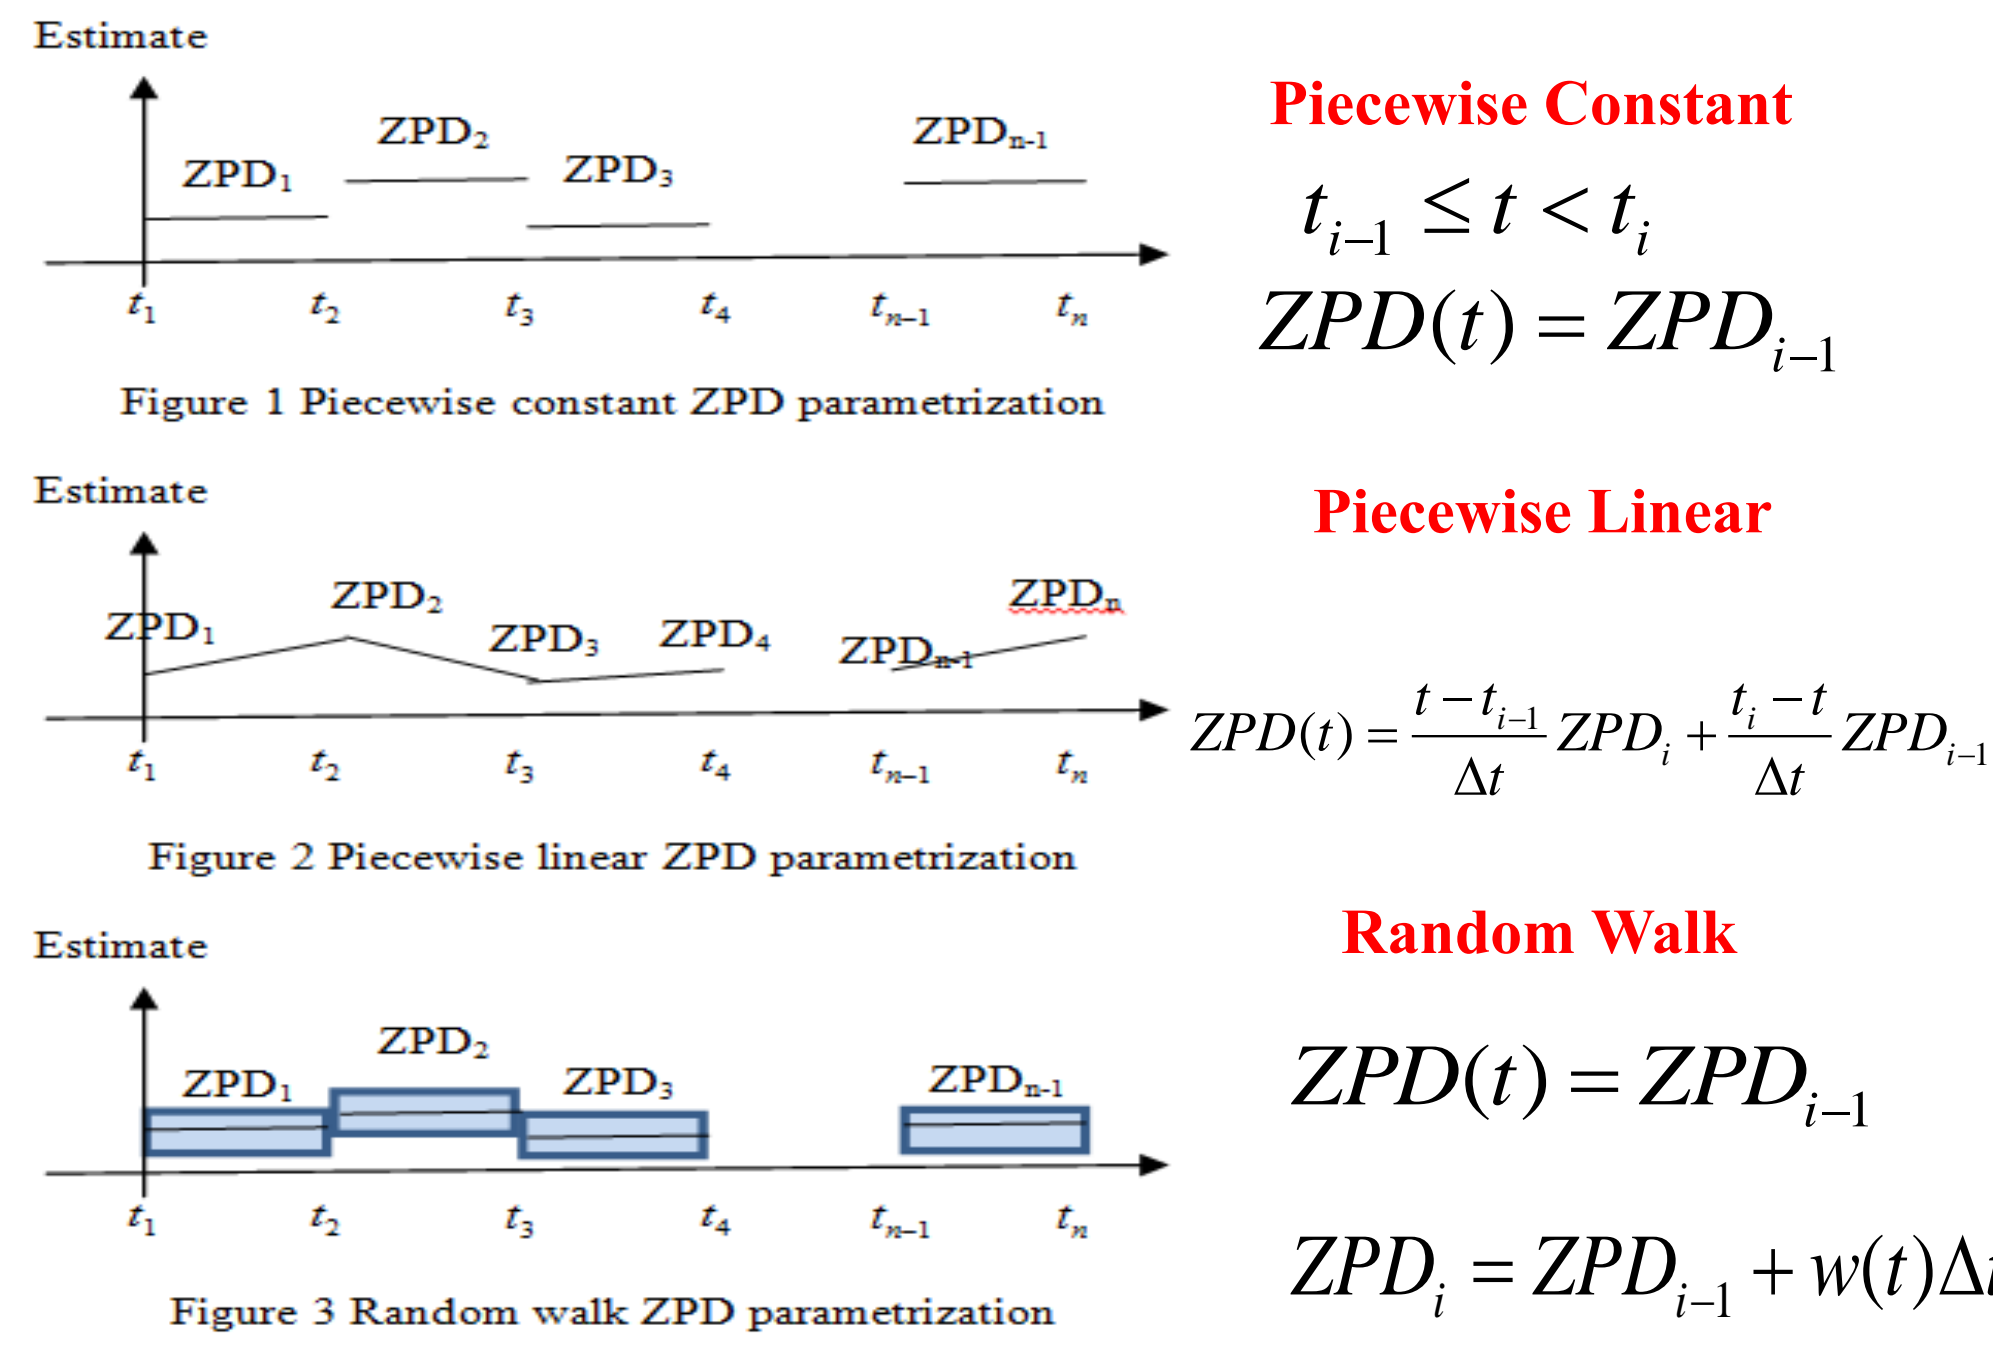 Estimate
ZPD₁ ZPD₂ ZPD₃ ZPDₙ₋₁
t₁ t₂ t₃ t₄ tₙ₋₁ tₙ
Figure 1 Piecewise constant ZPD parametrization
Piecewise Constant
tᵢ₋₁ ≤ t < tᵢ
ZPD(t) = ZPDᵢ₋₁
Estimate
ZPD₁ ZPD₂ ZPD₃ ZPD₄ ZPDₙ₋₁ ZPDₙ
t₁ t₂ t₃ t₄ tₙ₋₁ tₙ
Figure 2 Piecewise linear ZPD parametrization
Piecewise Linear
ZPD(t) = (t − tᵢ₋₁)/Δt ZPDᵢ + (tᵢ − t)/Δt ZPDᵢ₋₁
Estimate
ZPD₁ ZPD₂ ZPD₃ ZPDₙ₋₁
t₁ t₂ t₃ t₄ tₙ₋₁ tₙ
Figure 3 Random walk ZPD parametrization
Random Walk
ZPD(t) = ZPDᵢ₋₁
ZPDᵢ = ZPDᵢ₋₁ + w(t)Δt